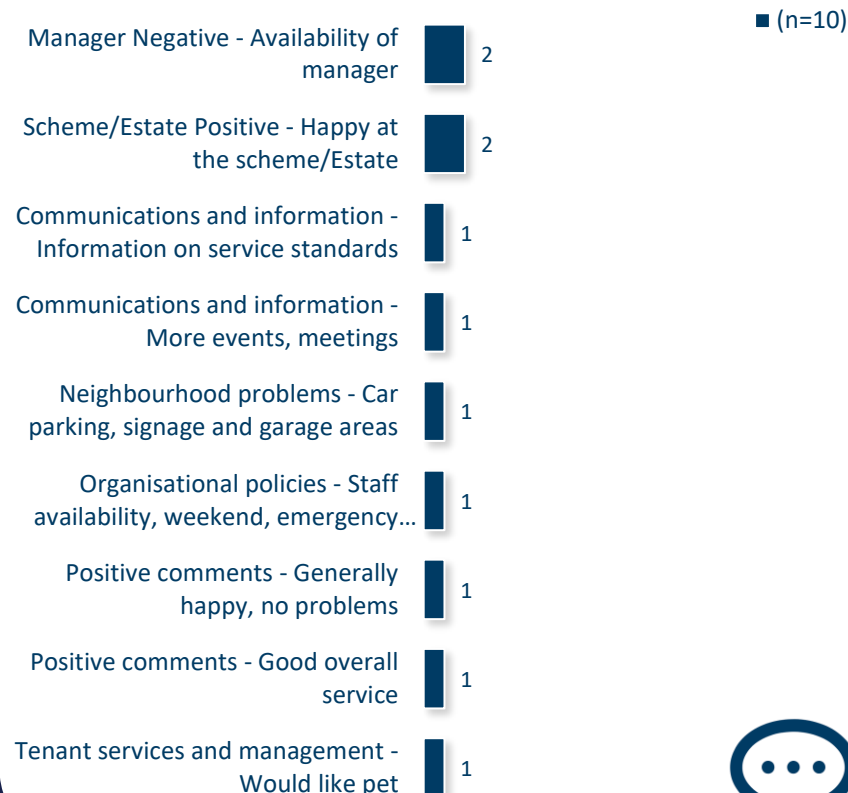 (n=10)
Manager Negative - Availability of
manager
2
Scheme/Estate Positive - Happy at
the scheme/Estate
2
Communications and information -
Information on service standards
1
Communications and information -
More events, meetings
1
Neighbourhood problems - Car
parking, signage and garage areas
1
Organisational policies - Staff
availability, weekend, emergency...
1
Positive comments - Generally
happy, no problems
1
Positive comments - Good overall
service
1
Tenant services and management -
Would like pet
1